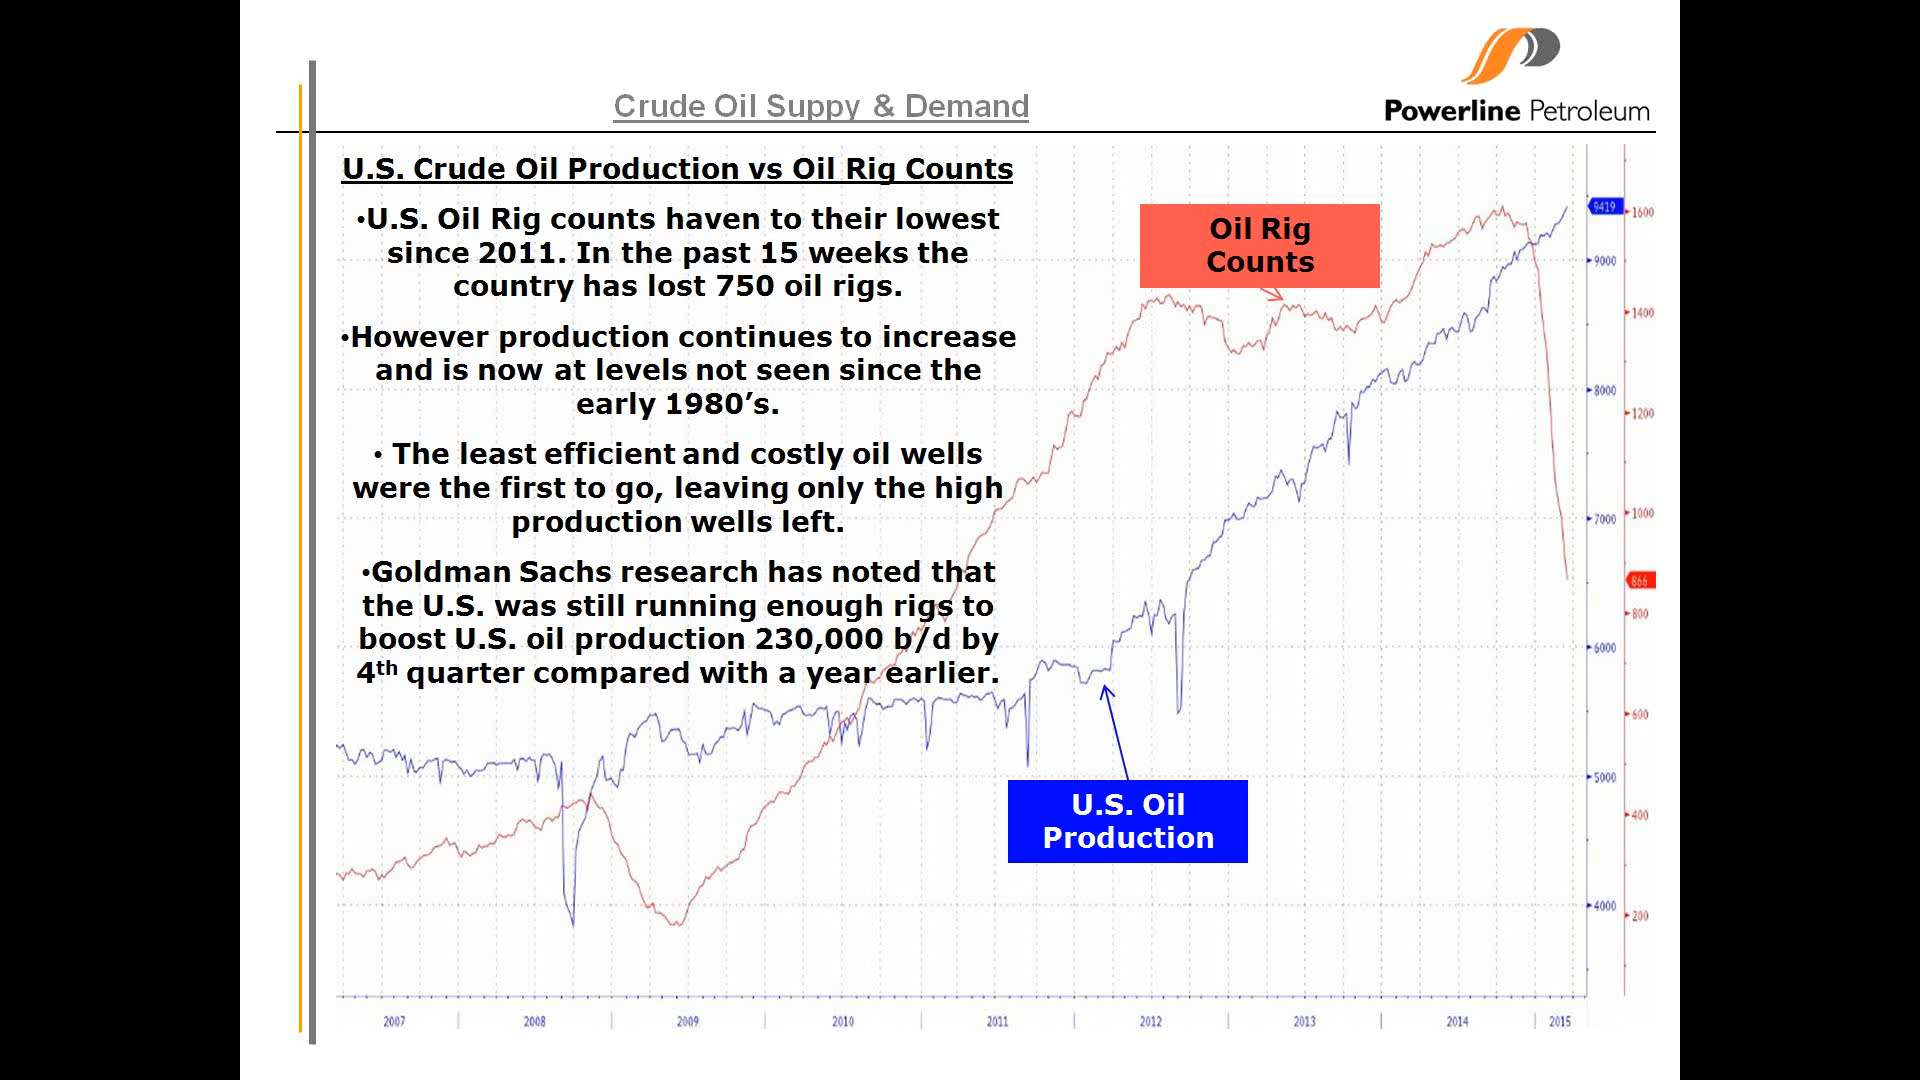 Powerline Petroleum
Crude Oil Suppy & Demand
U.S. Crude Oil Production vs Oil Rig Counts
•U.S. Oil Rig counts haven to their lowest
since 2011. In the past 15 weeks the
country has lost 750 oil rigs.
•However production continues to increase
and is now at levels not seen since the
early 1980’s.
• The least efficient and costly oil wells
were the first to go, leaving only the high
production wells left.
•Goldman Sachs research has noted that
the U.S. was still running enough rigs to
boost U.S. oil production 230,000 b/d by
4th quarter compared with a year earlier.
Oil Rig
Counts
U.S. Oil
Production
9419
9000
8000
7000
6000
5000
4000
1600
1400
1200
1000
866
800
600
400
200
2007 2008 2009 2010 2011 2012 2013 2014 2015